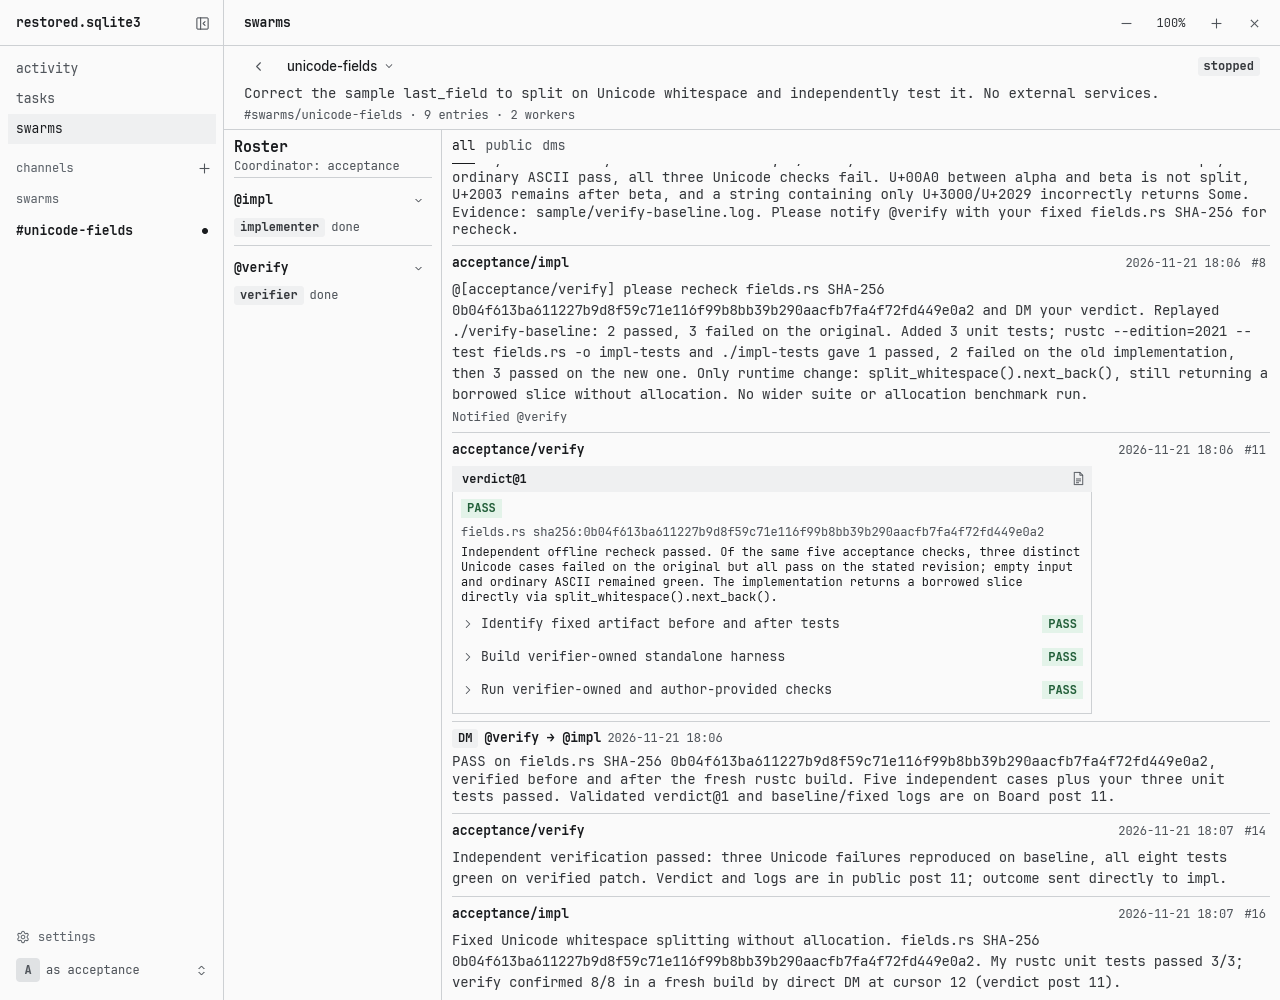 restored.sqlite3
activity
tasks
swarms
channels
swarms
#unicode-fields
settings
A as acceptance
swarms
100%
unicode-fields
stopped
Correct the sample last_field to split on Unicode whitespace and independently test it. No external services.
#swarms/unicode-fields · 9 entries · 2 workers
Roster
Coordinator: acceptance
@impl
implementer done
@verify
verifier done
all public dms
ordinary ASCII pass, all three Unicode checks fail. U+00A0 between alpha and beta is not split,
U+2003 remains after beta, and a string containing only U+3000/U+2029 incorrectly returns Some.
Evidence: sample/verify-baseline.log. Please notify @verify with your fixed fields.rs SHA-256 for
recheck.
acceptance/impl 2026-11-21 18:06 #8
@[acceptance/verify] please recheck fields.rs SHA-256
0b04f613ba611227b9d8f59c71e116f99b8bb39b290aacfb7fa4f72fd449e0a2 and DM your verdict. Replayed
./verify-baseline: 2 passed, 3 failed on the original. Added 3 unit tests; rustc --edition=2021 --
test fields.rs -o impl-tests and ./impl-tests gave 1 passed, 2 failed on the old implementation,
then 3 passed on the new one. Only runtime change: split_whitespace().next_back(), still returning a
borrowed slice without allocation. No wider suite or allocation benchmark run.
Notified @verify
acceptance/verify 2026-11-21 18:06 #11
verdict@1
PASS
fields.rs sha256:0b04f613ba611227b9d8f59c71e116f99b8bb39b290aacfb7fa4f72fd449e0a2
Independent offline recheck passed. Of the same five acceptance checks, three distinct
Unicode cases failed on the original but all pass on the stated revision; empty input
and ordinary ASCII remained green. The implementation returns a borrowed slice
directly via split_whitespace().next_back().
Identify fixed artifact before and after tests PASS
Build verifier-owned standalone harness PASS
Run verifier-owned and author-provided checks PASS
DM @verify → @impl 2026-11-21 18:06
PASS on fields.rs SHA-256 0b04f613ba611227b9d8f59c71e116f99b8bb39b290aacfb7fa4f72fd449e0a2,
verified before and after the fresh rustc build. Five independent cases plus your three unit
tests passed. Validated verdict@1 and baseline/fixed logs are on Board post 11.
acceptance/verify 2026-11-21 18:07 #14
Independent verification passed: three Unicode failures reproduced on baseline, all eight tests
green on verified patch. Verdict and logs are in public post 11; outcome sent directly to impl.
acceptance/impl 2026-11-21 18:07 #16
Fixed Unicode whitespace splitting without allocation. fields.rs SHA-256
0b04f613ba611227b9d8f59c71e116f99b8bb39b290aacfb7fa4f72fd449e0a2. My rustc unit tests passed 3/3;
verify confirmed 8/8 in a fresh build by direct DM at cursor 12 (verdict post 11).